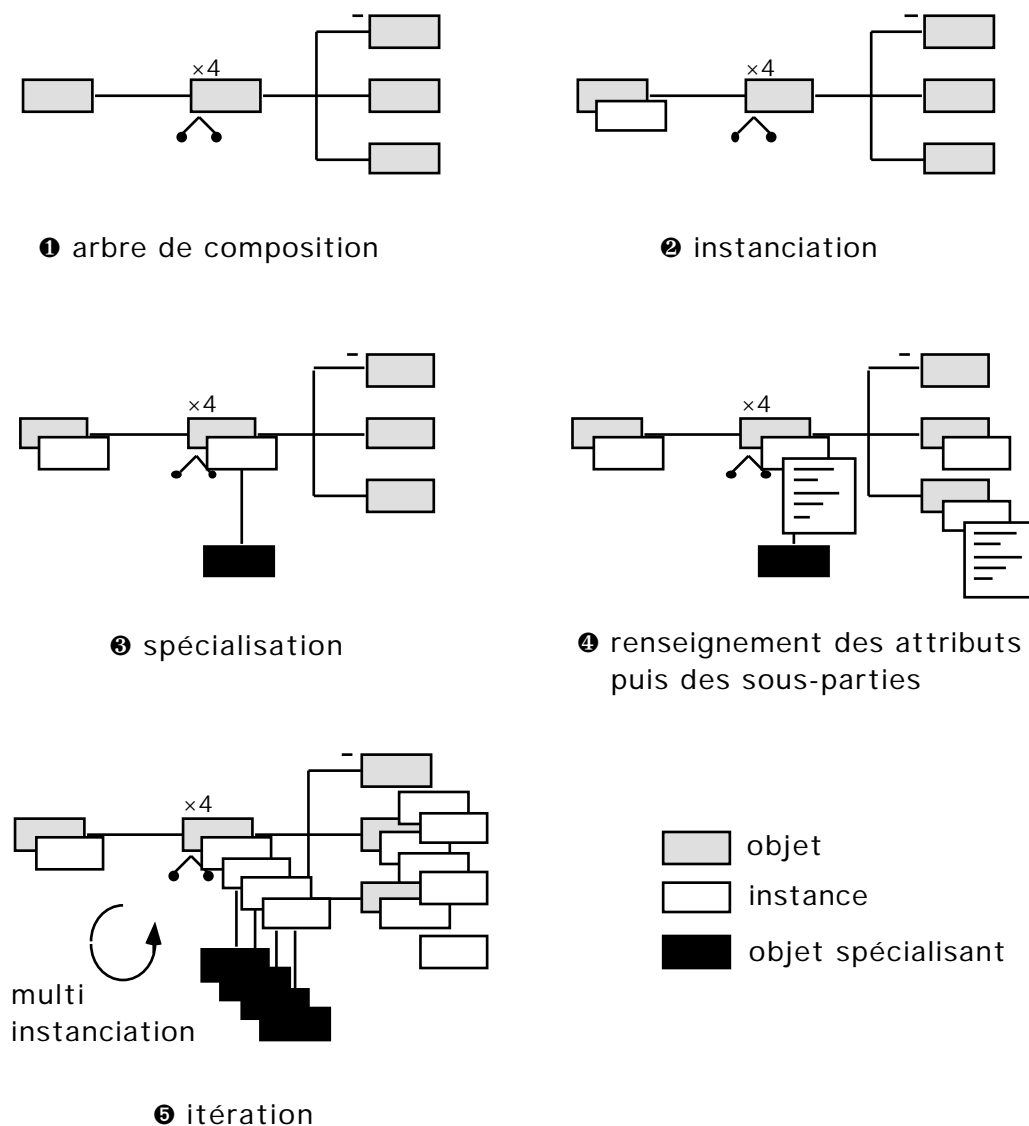 ×4
×4
❶ arbre de composition
❷ instanciation
×4
×4
❸ spécialisation
❹ renseignement des attributs
puis des sous-parties
×4
objet
instance
objet spécialisant
multi
instanciation
❺ itération